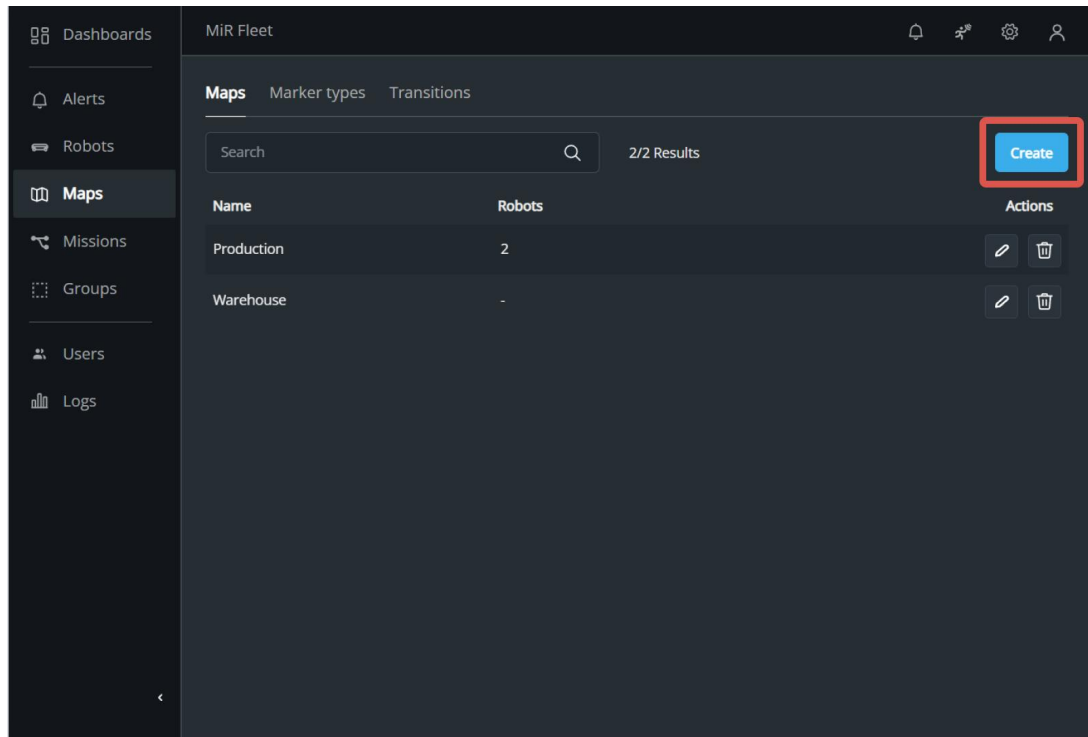 Dashboards
Alerts
Robots
Maps
Missions
Groups
Users
Logs
MiR Fleet
Maps Marker types Transitions
Search 2/2 Results Create
Name Robots Actions
Production 2
Warehouse -